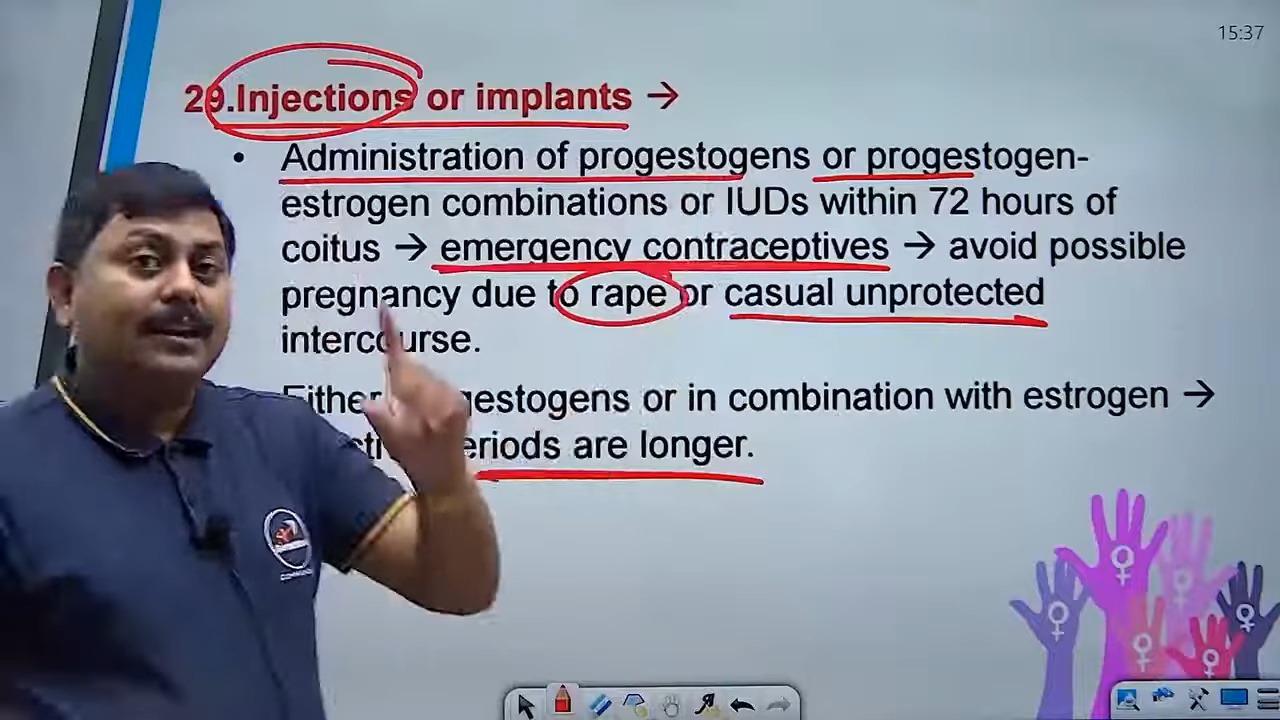 15:37
29.Injections or implants →
• Administration of progestogens or progestogen-
estrogen combinations or IUDs within 72 hours of
coitus → emergency contraceptives → avoid possible
pregnancy due to rape or casual unprotected
intercourse.
Either gestogens or in combination with estrogen →
eriods are longer.